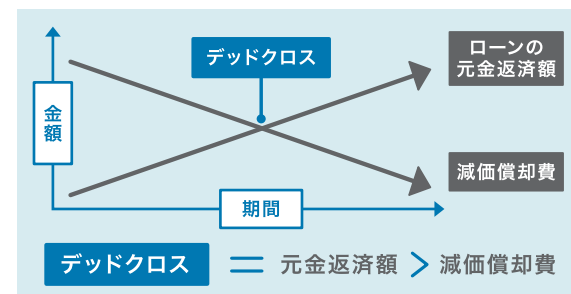 デッドクロス
ローンの
元金返済額
金額
減価償却費
期間
デッドクロス = 元金返済額 > 減価償却費